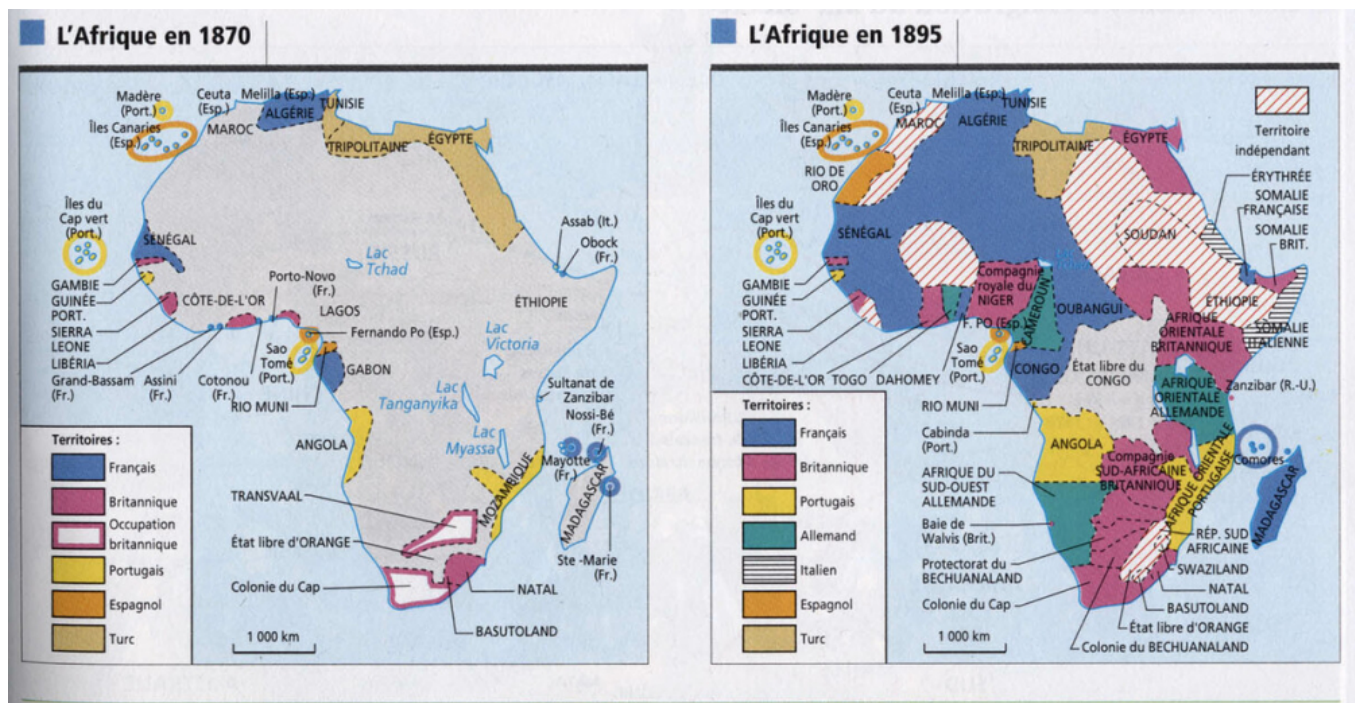 L'Afrique en 1870
Madère
(Port.)
Ceuta
(Esp.)
Melilla (Esp.)
TUNISIE
ALGÉRIE
MAROC
Îles Canaries
(Esp.)
TRIPOLITAINE
ÉGYPTE
Îles du
Cap vert
(Port.)
SÉNÉGAL
Assab (It.)
Obock
(Fr.)
Lac
Tchad
GAMBIE
GUINÉE
PORT.
SIERRA
LEONE
LIBÉRIA
Grand-Bassam
(Fr.)
CÔTE-DE-L'OR
Porto-Novo
(Fr.)
LAGOS
ÉTHIOPIE
Fernando Po (Esp.)
Assini
(Fr.)
Cotonou
(Fr.)
Sao
Tome
(Port.)
GABON
RIO MUNI
Lac
Victoria
Lac
Tanganyika
Sultanat de
Zanzibar
Nossi-Bé
(Fr.)
Lac
Myassa
ANGOLA
Mayotte
(Fr.)
MOZAMBIQUE
MADAGASCAR
TRANSVAAL
État libre d'ORANGE
Ste -Marie
(Fr.)
Colonie du Cap
NATAL
BASUTOLAND
1 000 km
Territoires :
Français
Britannique
Occupation
britannique
Portugais
Espagnol
Turc
L'Afrique en 1895
Madère
(Port.)
Ceuta
(Esp.)
Melilla (Esp.)
TUNISIE
ALGÉRIE
MAROC
Îles Canaries
(Esp.)
TRIPOLITAINE
ÉGYPTE
Territoire
indépendant
RIO DE
ORO
ÉRYTHRÉE
SOMALIE
FRANÇAISE
SOMALIE
BRIT.
Îles du
Cap vert
(Port.)
SÉNÉGAL
SOUDAN
GAMBIE
GUINÉE
PORT.
SIERRA
LEONE
LIBÉRIA
CÔTE-DE-L'OR
TOGO
DAHOMEY
Compagnie
royale du
NIGER
CAMEROUN
OUBANGUI
ÉTHIOPIE
F. PO (Esp.)
Sao
Tome
(Port.)
AFRIQUE
ORIENTALE
BRITANNIQUE
SOMALIE
CONGO
État libre du
CONGO
Zanzibar (R.-U.)
RIO MUNI
AFRIQUE
ORIENTALE
ALLEMANDE
Cabinda
(Port.)
ANGOLA
Comores
Compagnie
SUD-AFRICAINE
BRITANNIQUE
AFRIQUE ORIENTALE
PORTUGAISE
MADAGASCAR
AFRIQUE DU
SUD-OUEST
ALLEMANDE
Baie de
Walvis (Brit.)
Protectorat du
BECHUANALAND
Colonie du Cap
RÉP. SUD
AFRICAINE
SWAZILAND
NATAL
BASUTOLAND
État libre d'ORANGE
Colonie du BECHUANALAND
1 000 km
Territoires :
Français
Britannique
Portugais
Allemand
Italien
Espagnol
Turc